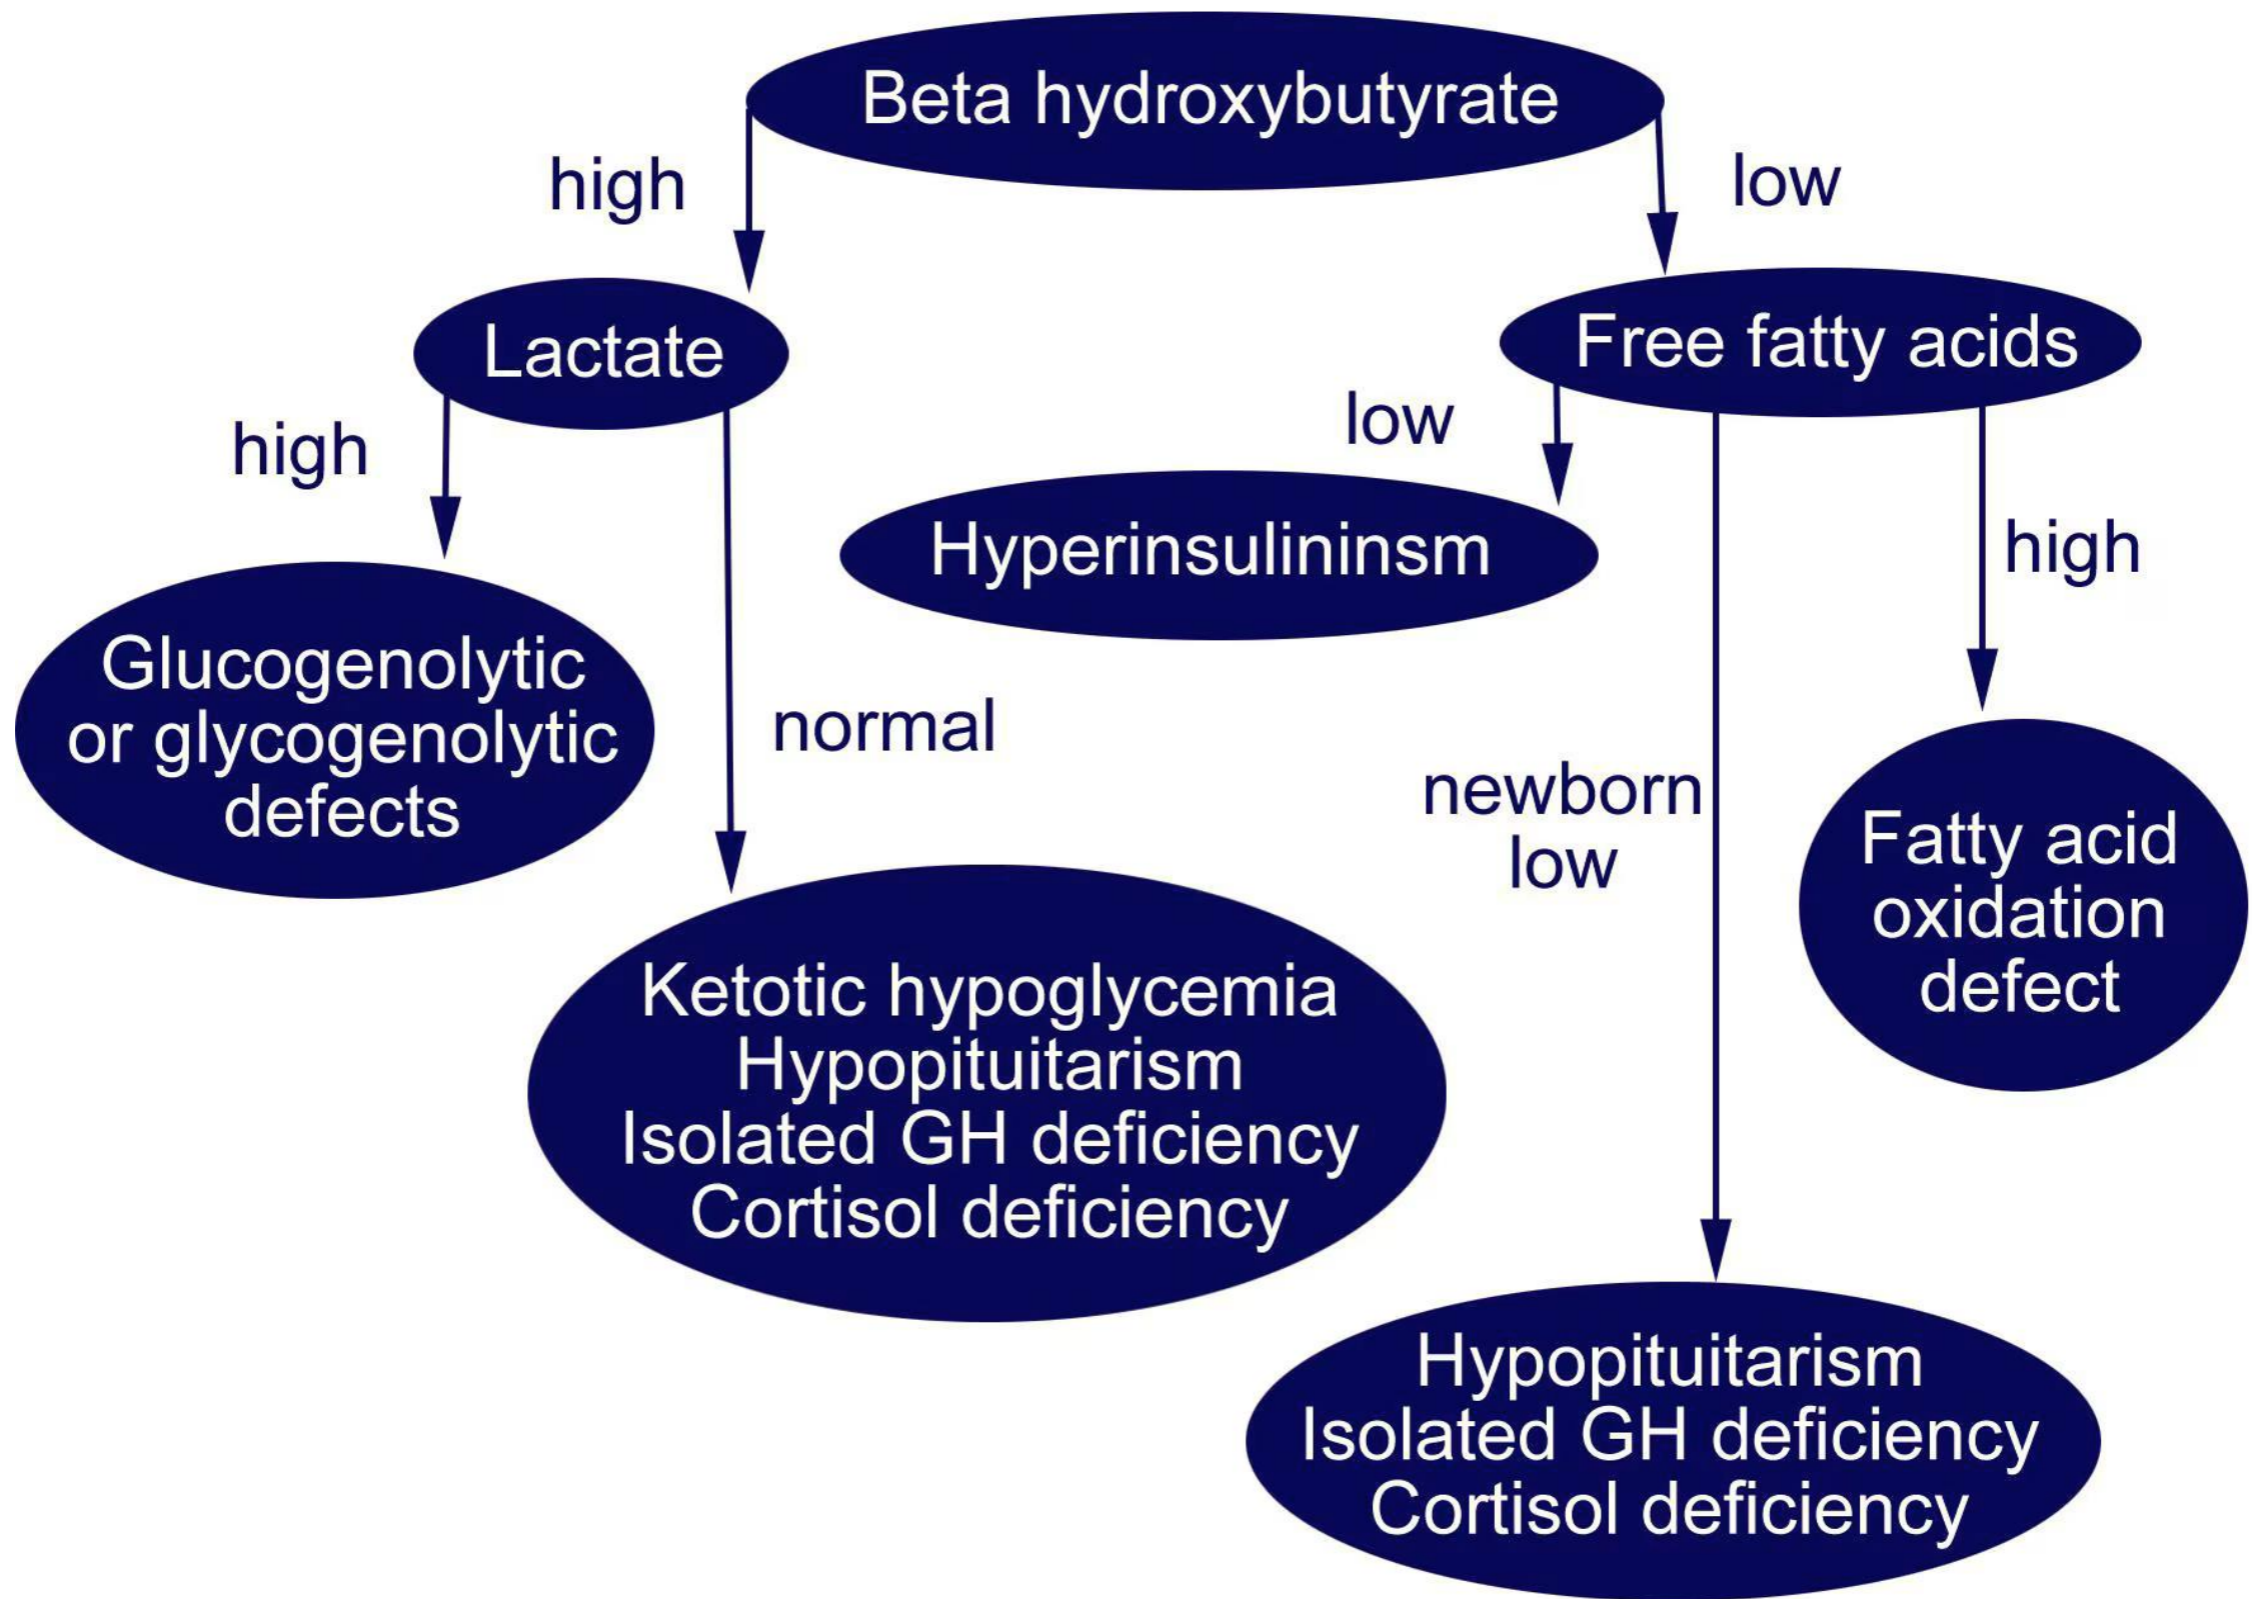 Beta hydroxybutyrate
high
low
Lactate
Free fatty acids
high
low
Hyperinsulininsm
high
Glucogenolytic
or glycogenolytic
defects
normal
newborn
low
Fatty acid
oxidation
defect
Ketotic hypoglycemia
Hypopituitarism
Isolated GH deficiency
Cortisol deficiency
Hypopituitarism
Isolated GH deficiency
Cortisol deficiency